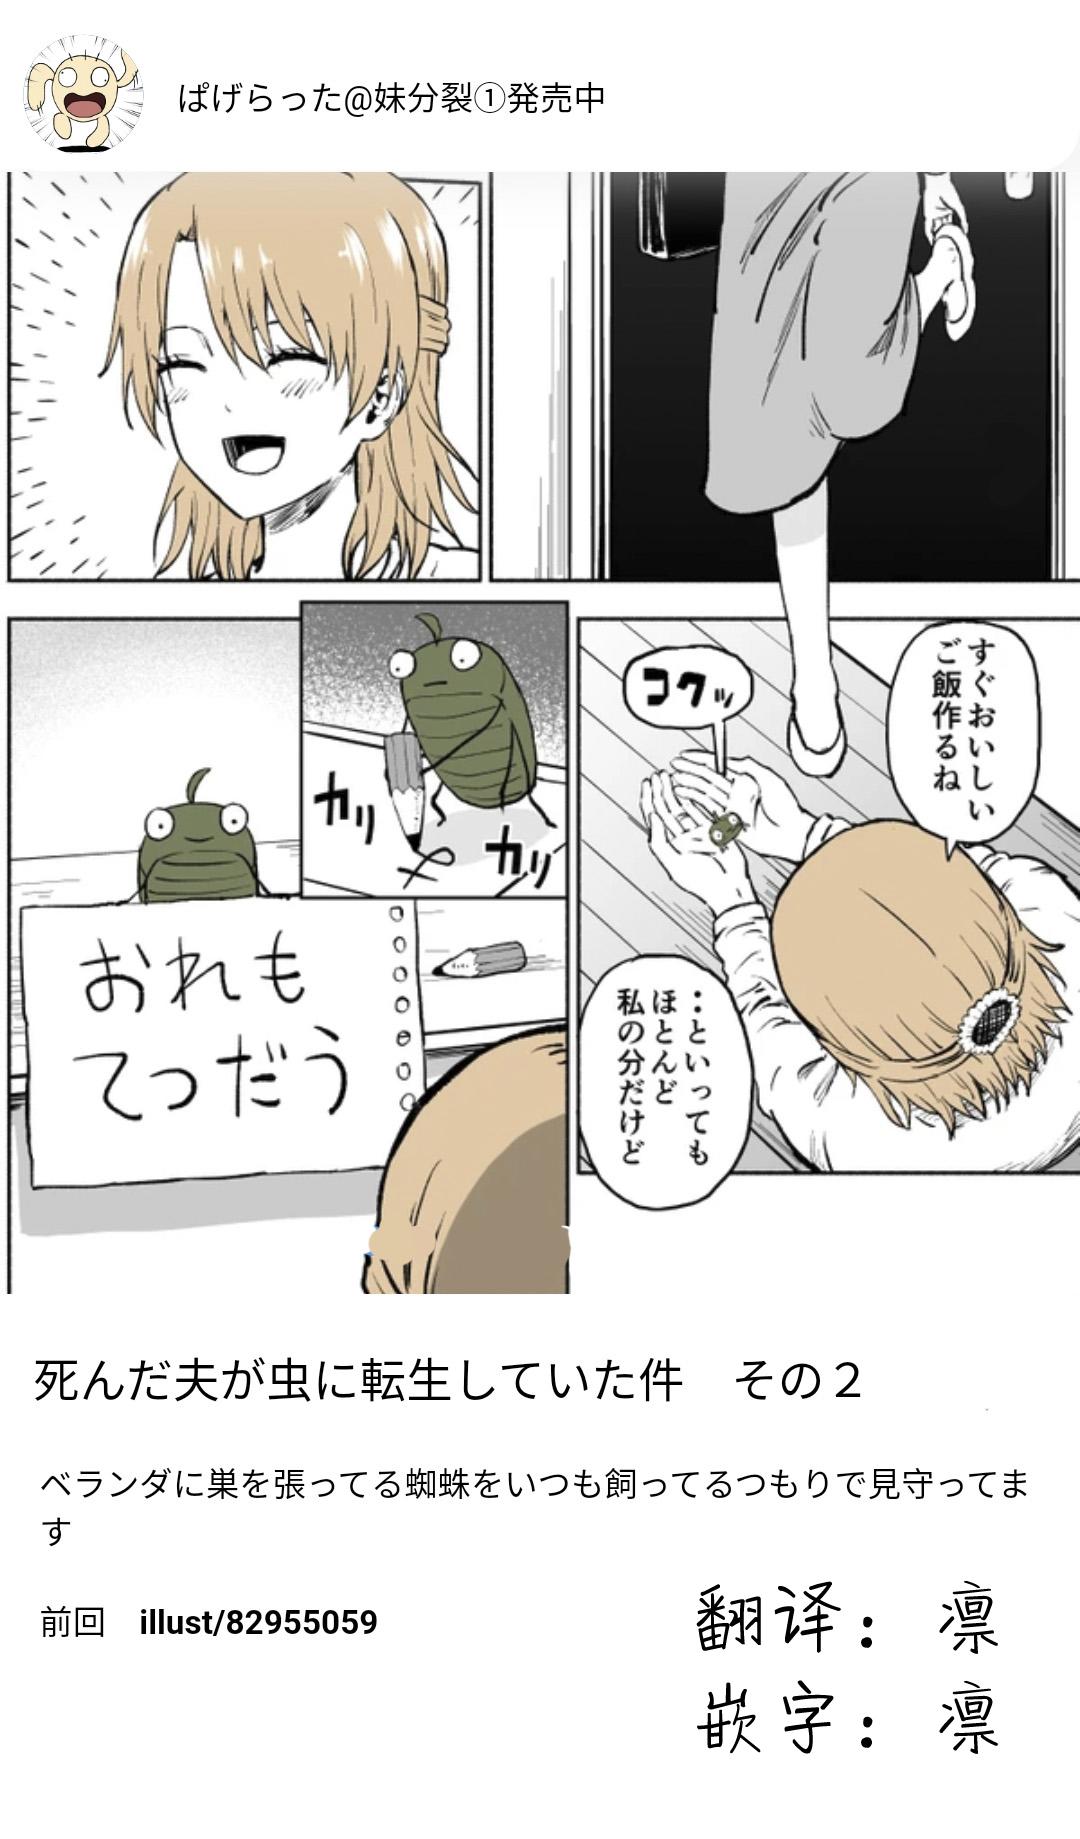 ぱげらった@妹分裂①発売中
すぐおいしい
ご飯作るね
コクッ
：といっても
ほとんど
私の分だけど
カリ
カリ
おれも
てつだう
死んだ夫が虫に転生していた件　その２
ベランダに巣を張ってる蜘蛛をいつも飼ってるつもりで見守ってま
す
前回　illust/82955059
翻译：凛
嵌字：凛